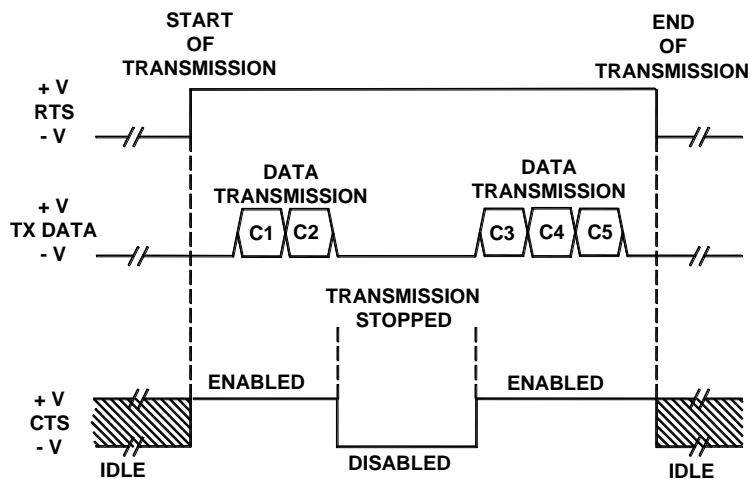 START
OF
TRANSMISSION
END
OF
TRANSMISSION
+ V
RTS
- V
DATA
TRANSMISSION
DATA
TRANSMISSION
+ V
TX DATA
- V
C1
C2
C3
C4
C5
TRANSMISSION
STOPPED
ENABLED
ENABLED
+ V
CTS
- V
IDLE
DISABLED
IDLE